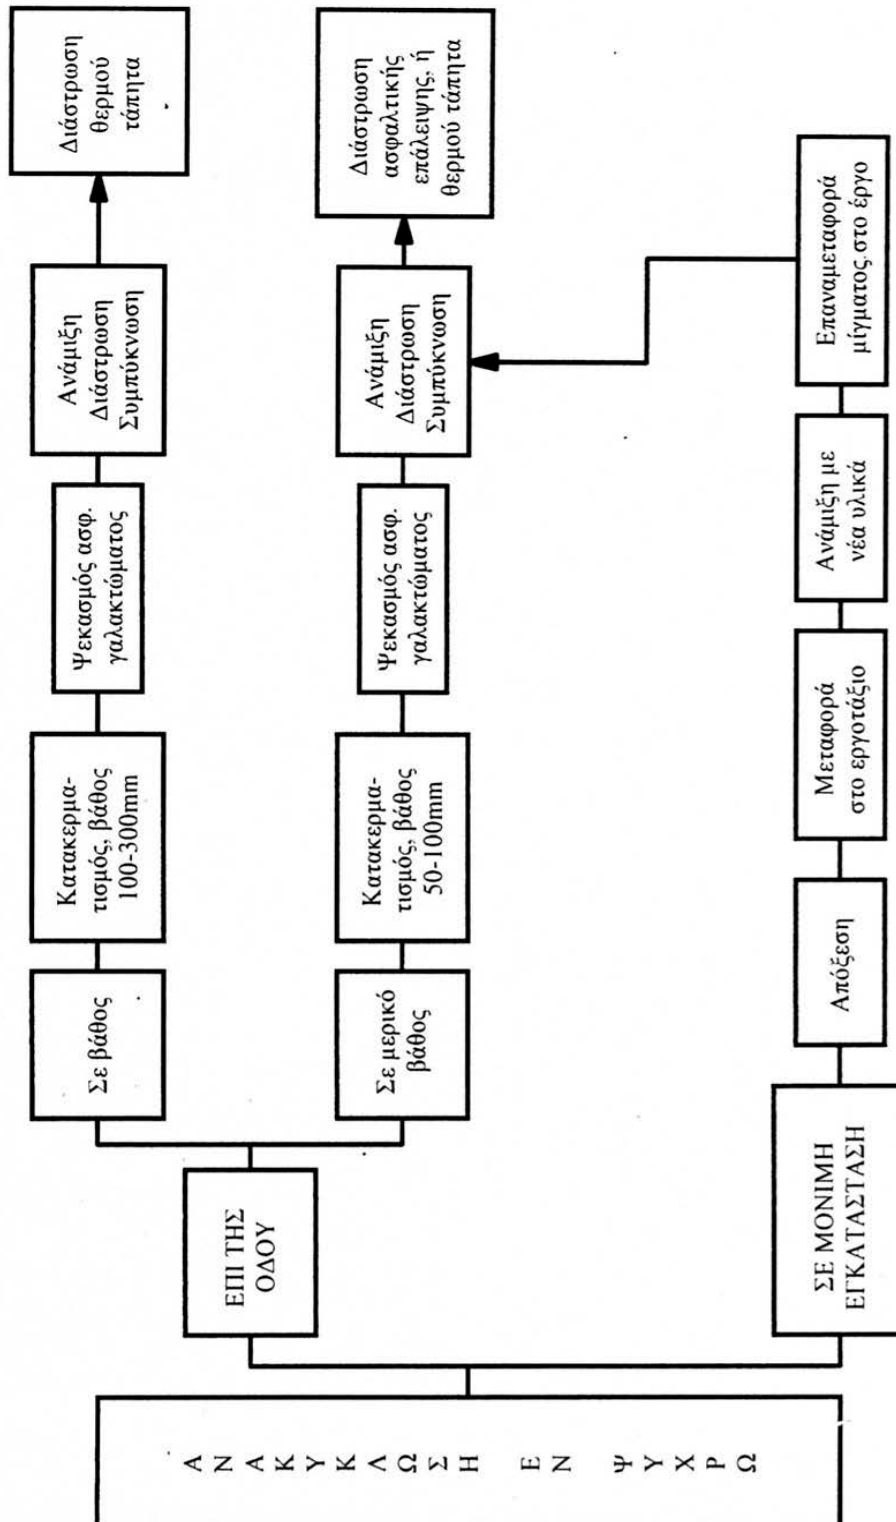 ΑΝΑΚΥΚΛΩΣΗ ΕΝ ΨΥΧΡΩ
ΕΠΙ ΤΗΣ
ΟΔΟΥ
Σε βάθος
Κατακερμα-
τισμός, βάθος
100-300mm
Ψεκασμός ασφ.
γαλακτώματος
Ανάμιξη
Διάστρωση
Συμπύκνωση
Διάστρωση
θερμού
τάπητα
Σε μερικό
βάθος
Κατακερμα-
τισμός, βάθος
50-100mm
Ψεκασμός ασφ.
γαλακτώματος
Ανάμιξη
Διάστρωση
Συμπύκνωση
Διάστρωση
ασφαλτικής
επάλειψης, ή
θερμού τάπητα
ΣΕ ΜΟΝΙΜΗ
ΕΓΚΑΤΑΣΤΑΣΗ
Απόξεση
Μεταφορά
στο εργοτάξιο
Ανάμιξη με
νέα υλικά
Επαναμεταφορά
μίγματος στο έργο